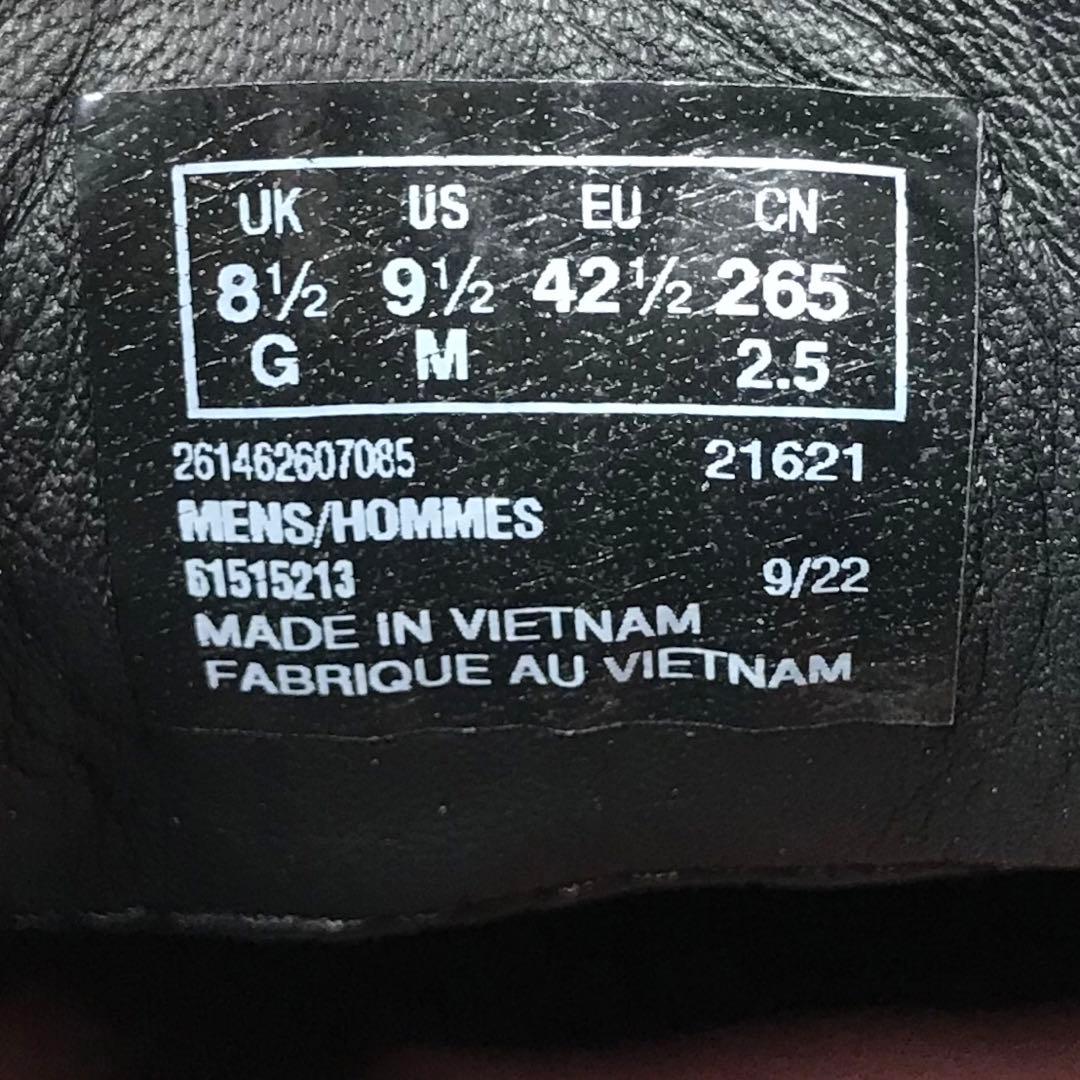 UK US EU CN
8½ 9½ 42½ 265
G M 2.5
261462607085 21621
MENS/HOMMES
61515213 9/22
MADE IN VIETNAM
FABRIQUE AU VIETNAM